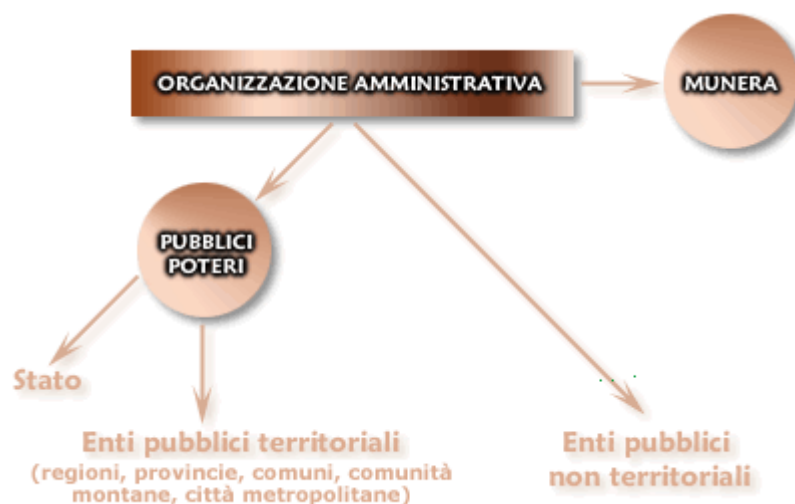 ORGANIZZAZIONE AMMINISTRATIVA
MUNERA
PUBBLICI
POTERI
Stato
Enti pubblici territoriali
(regioni, provincie, comuni, comunità
montane, città metropolitane)
Enti pubblici
non territoriali